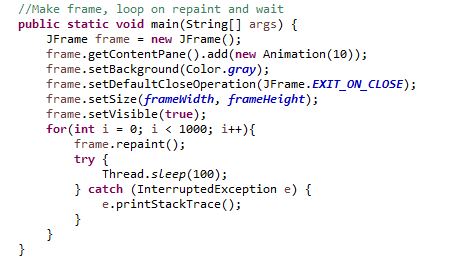 //Make frame, loop on repaint and wait
public static void main(String[] args) {
    JFrame frame = new JFrame();
    frame.getContentPane().add(new Animation(10));
    frame.setBackground(Color.gray);
    frame.setDefaultCloseOperation(JFrame.EXIT_ON_CLOSE);
    frame.setSize(frameWidth, frameHeight);
    frame.setVisible(true);
    for(int i = 0; i < 1000; i++){
        frame.repaint();
        try {
            Thread.sleep(100);
        } catch (InterruptedException e) {
            e.printStackTrace();
        }
    }
}